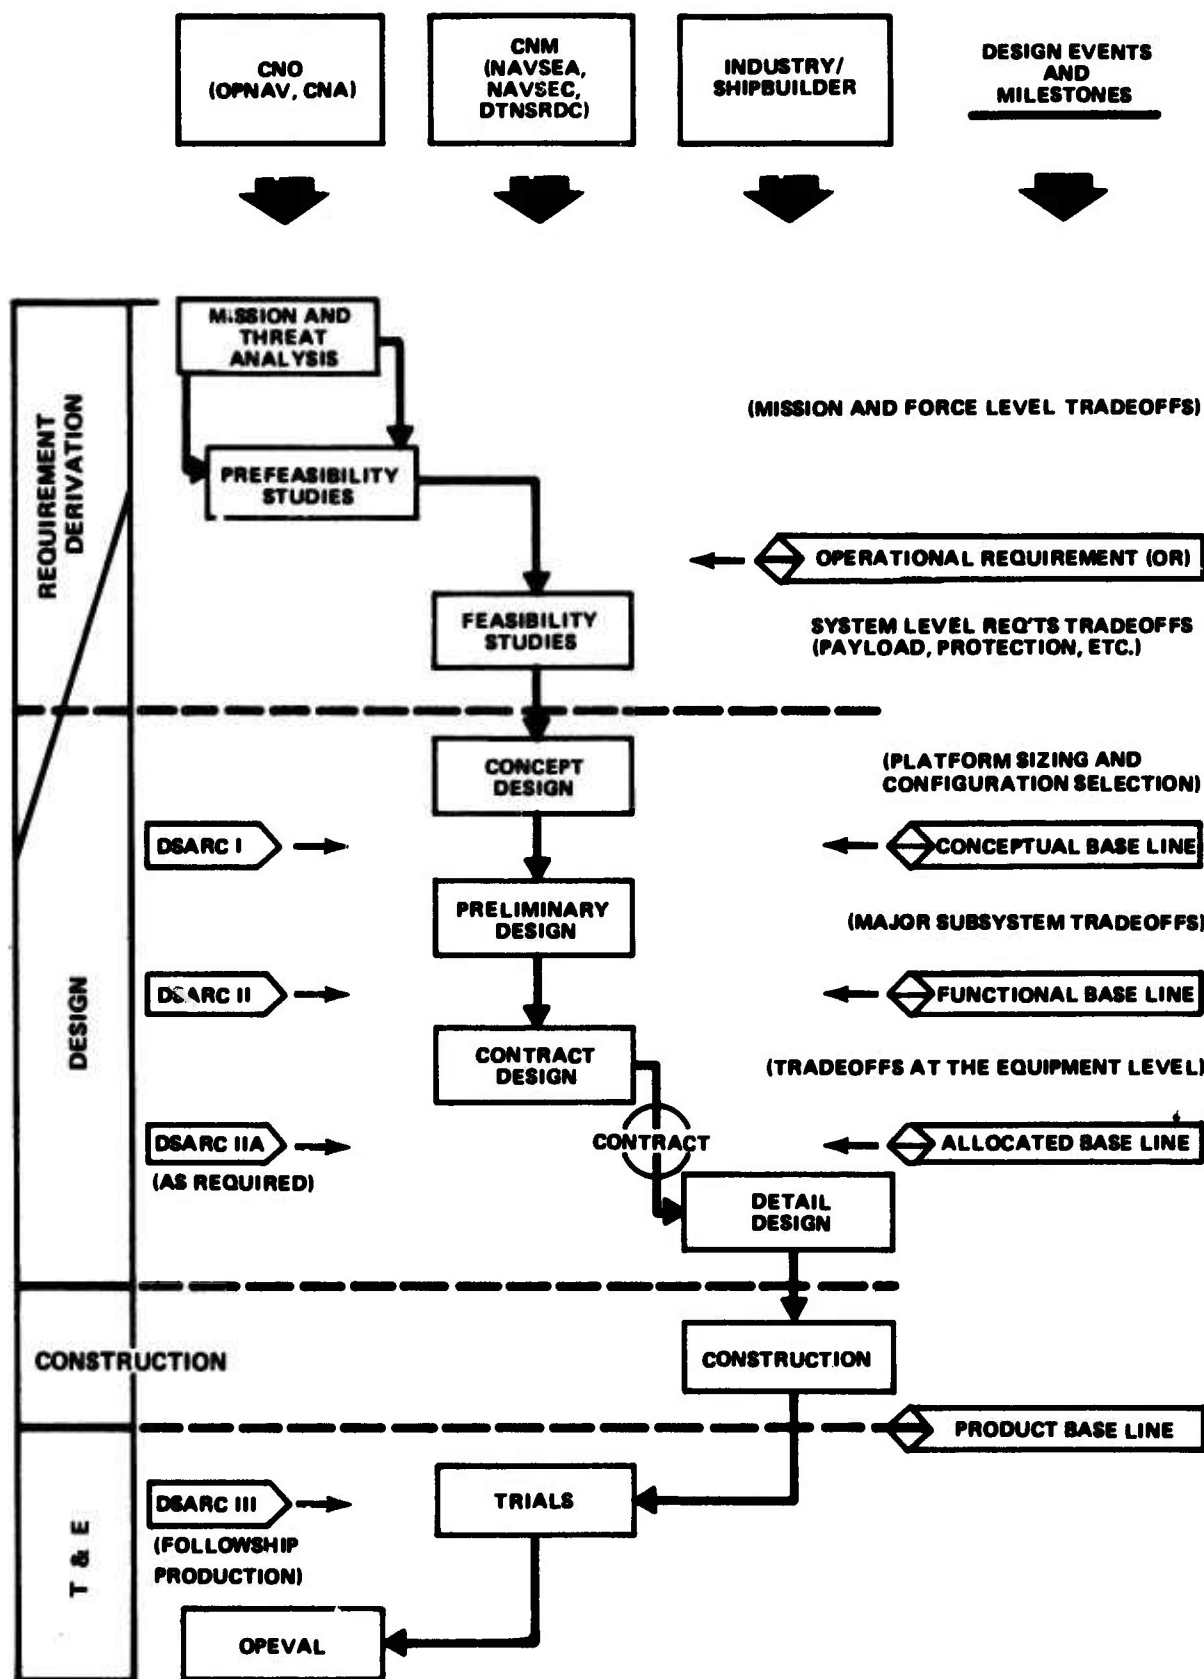 CNO
(OPNAV, CNA)
CNM
(NAVSEA,
NAVSEC,
DTNSRDC)
INDUSTRY/
SHIPBUILDER
DESIGN EVENTS
AND
MILESTONES
REQUIREMENT
DERIVATION
MISSION AND
THREAT
ANALYSIS
(MISSION AND FORCE LEVEL TRADEOFFS)
PREFEASIBILITY
STUDIES
OPERATIONAL REQUIREMENT (OR)
FEASIBILITY
STUDIES
SYSTEM LEVEL REQ'TS TRADEOFFS
(PAYLOAD, PROTECTION, ETC.)
DESIGN
CONCEPT
DESIGN
(PLATFORM SIZING AND
CONFIGURATION SELECTION)
DSARC I
CONCEPTUAL BASE LINE
PRELIMINARY
DESIGN
(MAJOR SUBSYSTEM TRADEOFFS)
DSARC II
FUNCTIONAL BASE LINE
CONTRACT
DESIGN
(TRADEOFFS AT THE EQUIPMENT LEVEL)
DSARC IIA
(AS REQUIRED)
CONTRACT
ALLOCATED BASE LINE
DETAIL
DESIGN
CONSTRUCTION
CONSTRUCTION
PRODUCT BASE LINE
T & E
DSARC III
(FOLLOWSHIP
PRODUCTION)
TRIALS
OPEVAL